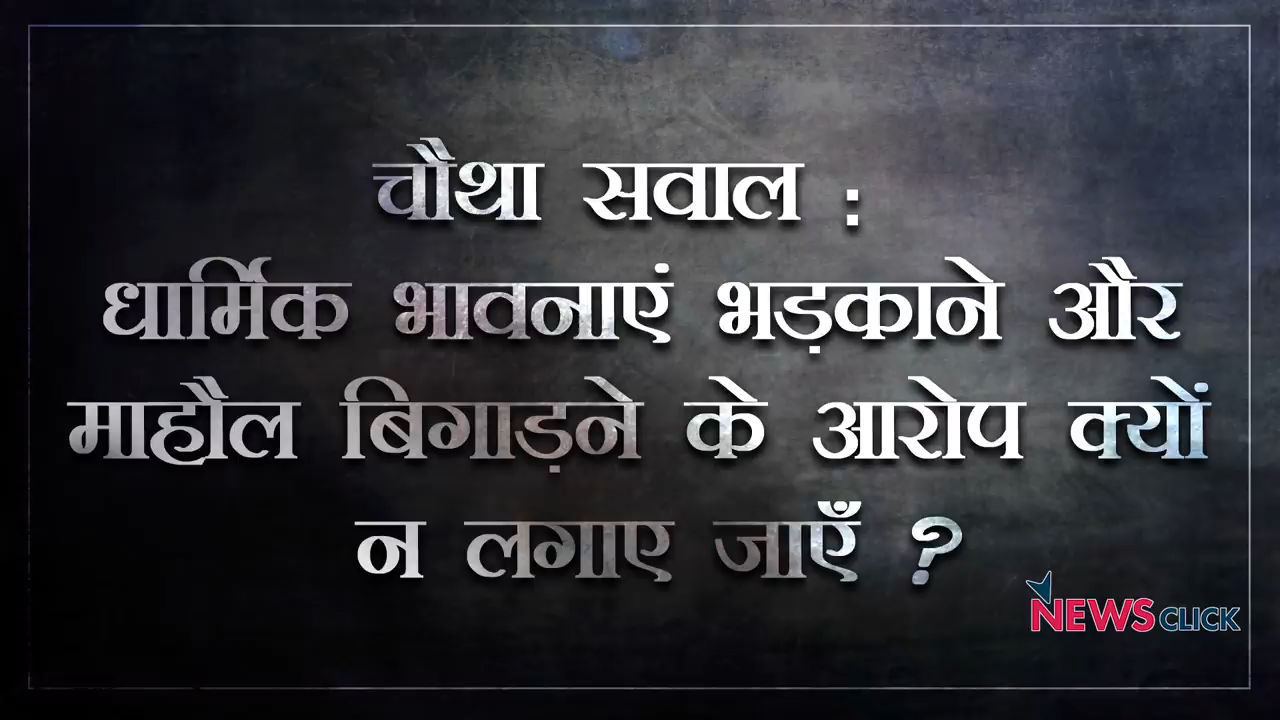 चौथा सवाल :
धार्मिक भावनाएं भड़काने और
माहौल बिगाड़ने के आरोप क्यों
न लगाए जाएँ ?
NEWSCLICK